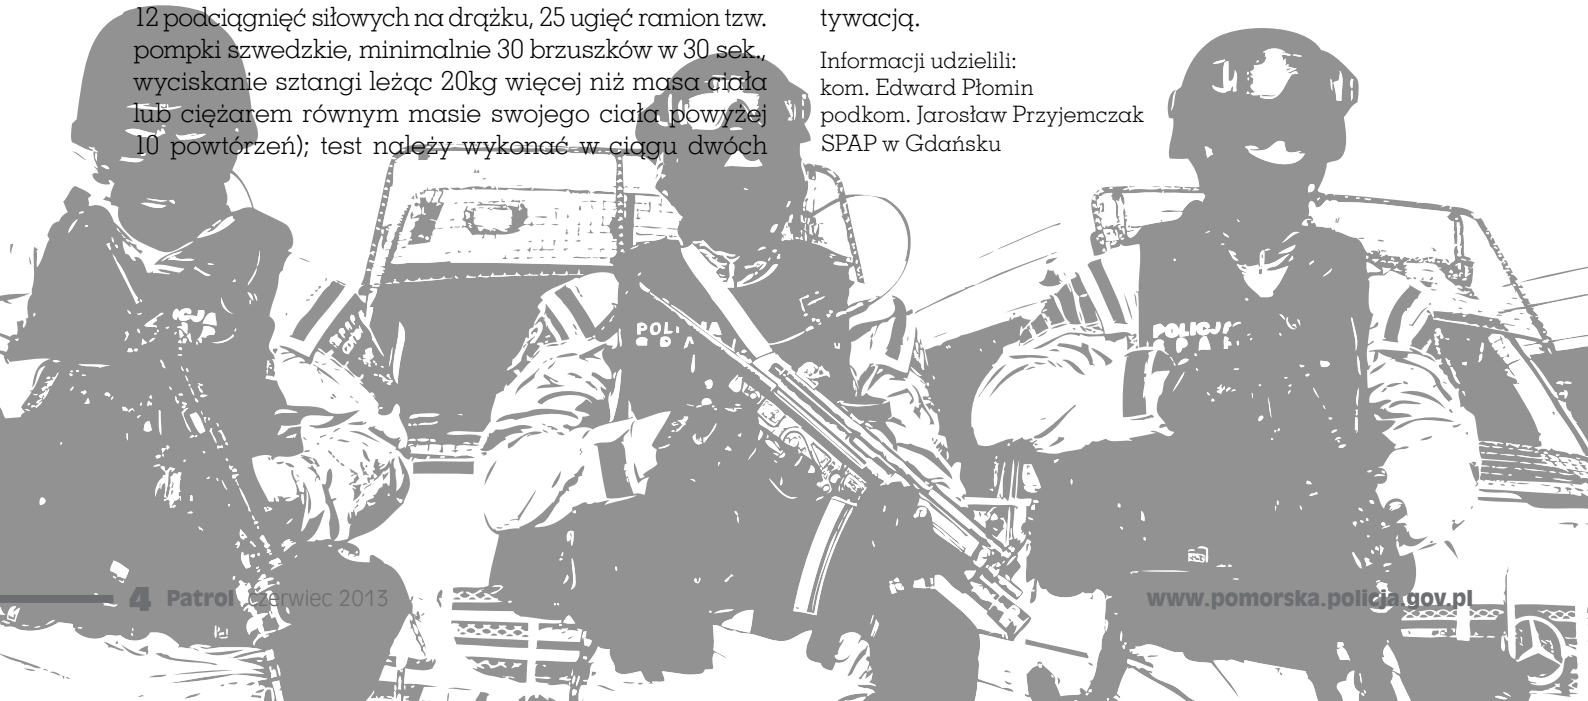 12 podciągnięć siłowych na drążku, 25 ugięć ramion tzw.
pompki szwedzkie, minimalnie 30 brzuszków w 30 sek.,
wyciskanie sztangi leżąc 20kg więcej niż masa ciała
lub ciężarem równym masie swojego ciała powyżej
10 powtórzeń); test należy wykonać w ciągu dwóch
tywacją.
Informacji udzielili:
kom. Edward Płomin
podkom. Jarosław Przyjemczak
SPAP w Gdańsku
POLICJA
4 Patrol czerwiec 2013
www.pomorska.policja.gov.pl